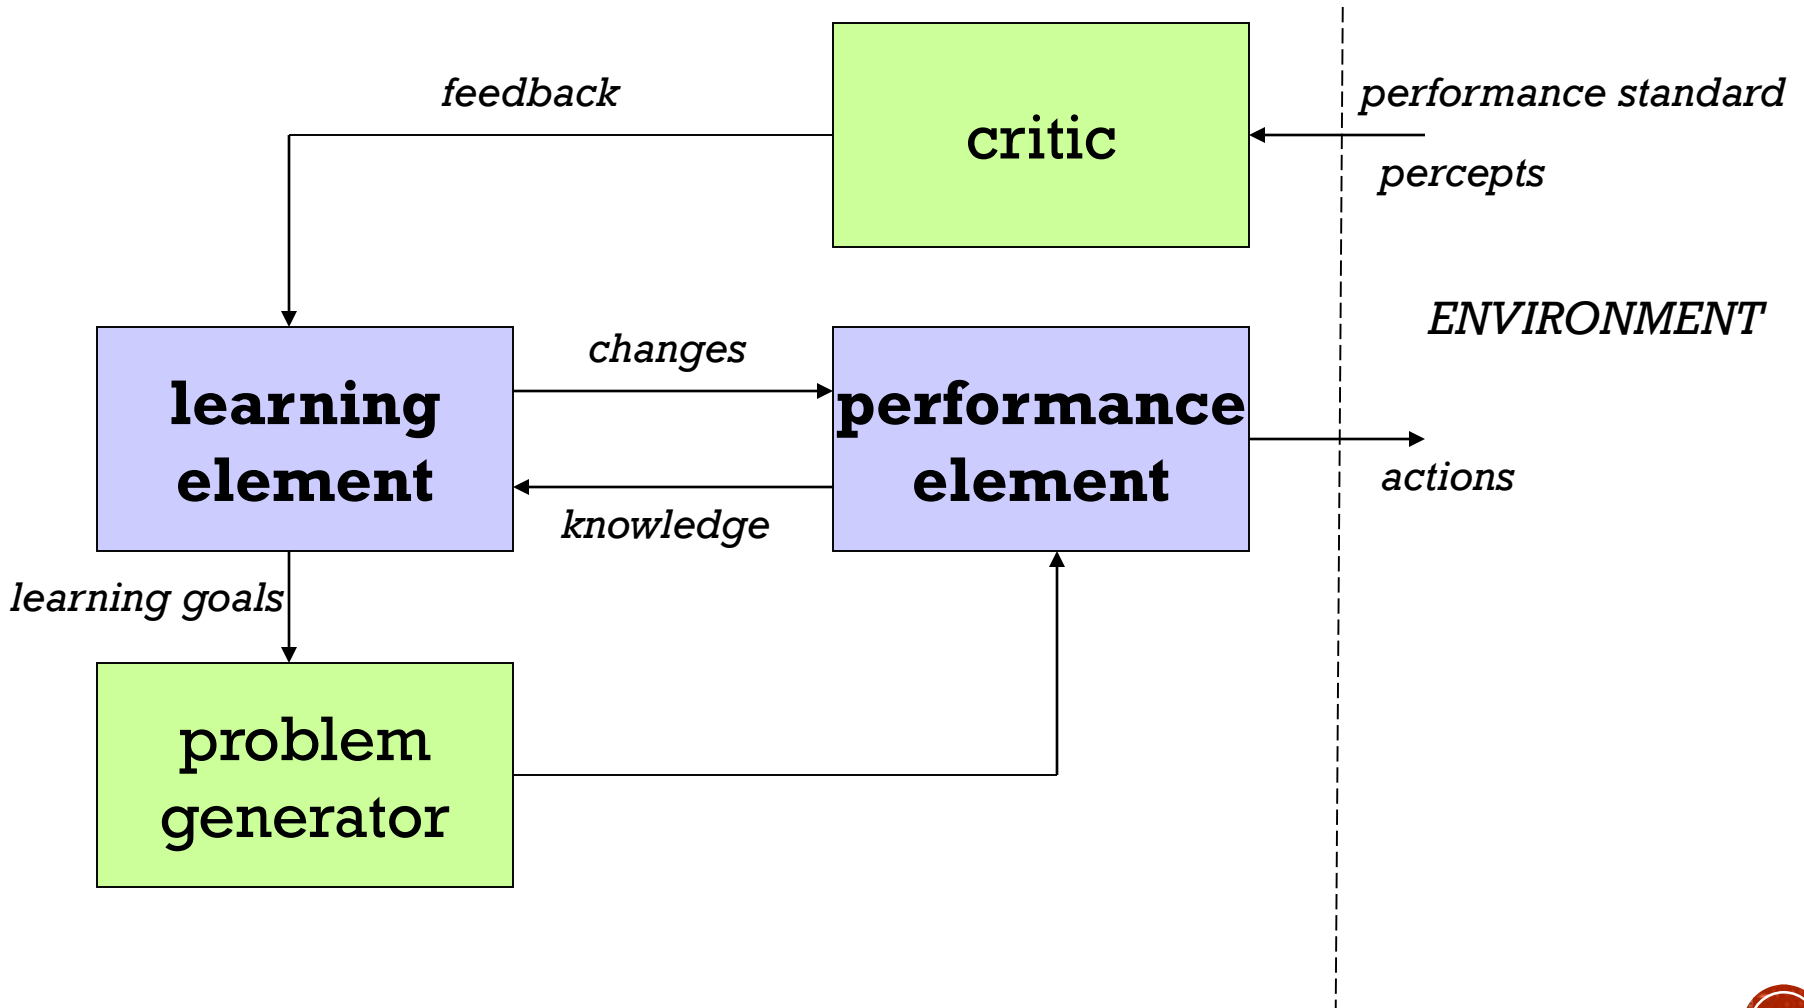 feedback
critic
performance standard
percepts
ENVIRONMENT
learning
element
changes
knowledge
performance
element
actions
learning goals
problem
generator